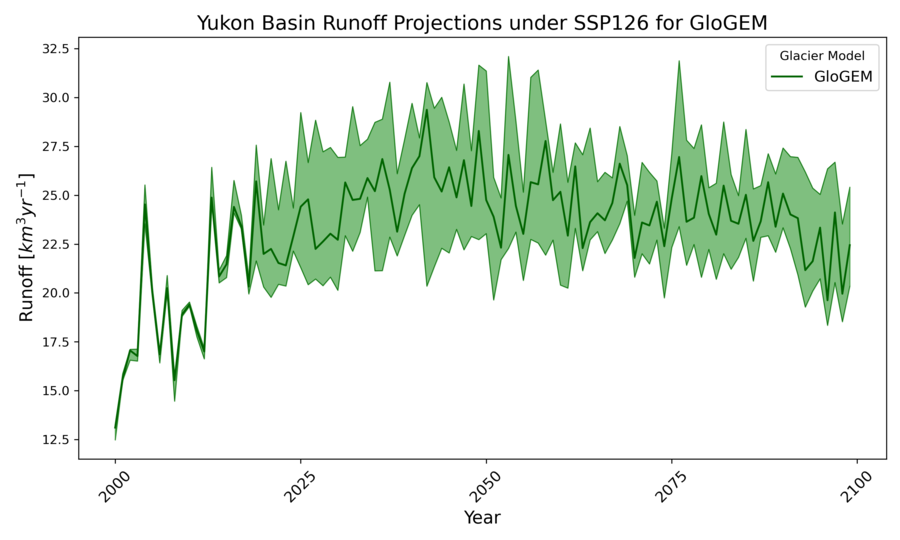 Yukon Basin Runoff Projections under SSP126 for GloGEM
Glacier Model
GloGEM
32.5
30.0
27.5
25.0
22.5
20.0
17.5
15.0
12.5
Runoff [km³yr⁻¹]
2000
2025
2050
2075
2100
Year